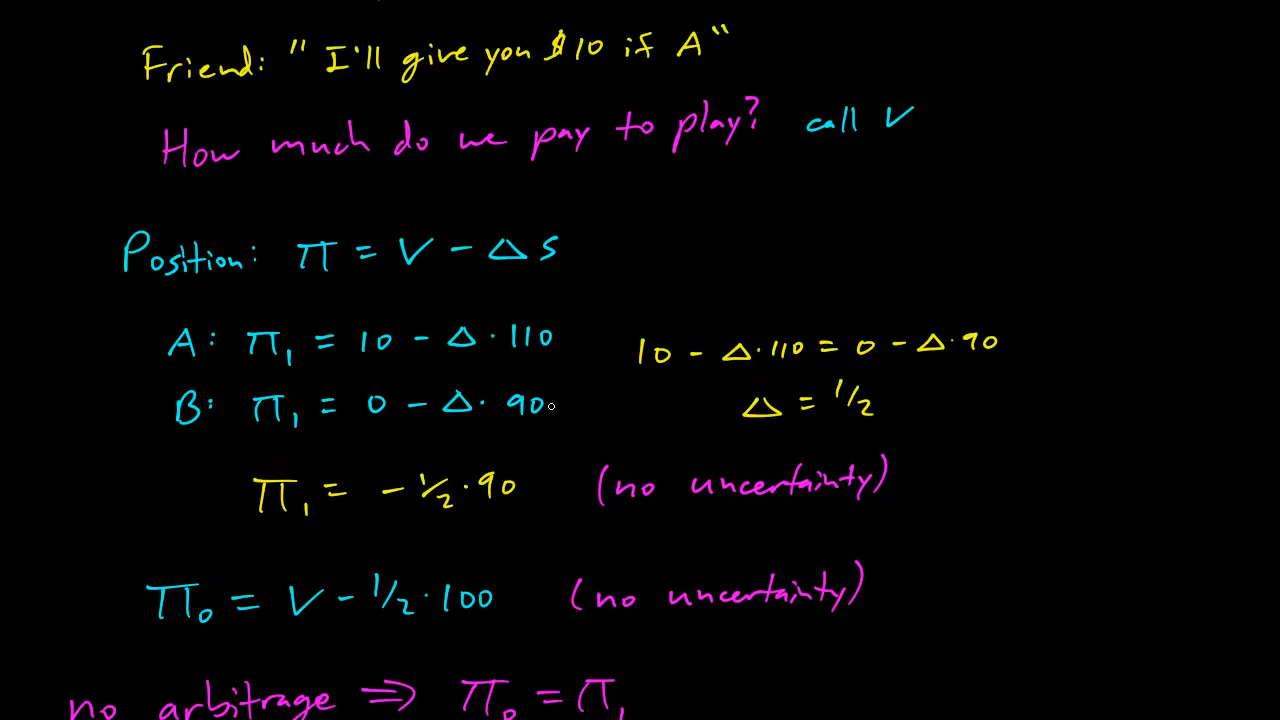 Friend: "I'll give you $10 if A"
How much do we pay to play? call V
Position: Π = V - Δ S
A: Π₁ = 10 - Δ · 110
10 - Δ · 110 = 0 - Δ · 90
B: Π₁ = 0 - Δ · 90
Δ = 1/2
Π₁ = - 1/2 · 90 (no uncertainty)
Π₀ = V - 1/2 · 100 (no uncertainty)
no arbitrage ⇒ Π₀ = Π₁